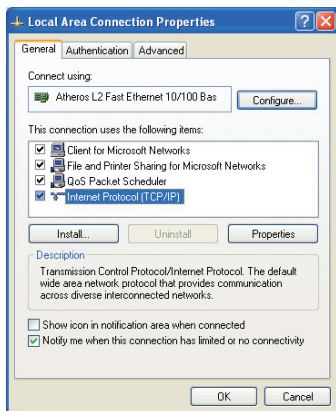 Local Area Connection Properties
General Authentication Advanced
Connect using:
Atheros L2 Fast Ethernet 10/100 Bas
Configure...
This connection uses the following items:
Client for Microsoft Networks
File and Printer Sharing for Microsoft Networks
QoS Packet Scheduler
Internet Protocol (TCP/IP)
Install... Uninstall Properties
Description
Transmission Control Protocol/Internet Protocol. The default
wide area network protocol that provides communication
across diverse interconnected networks.
Show icon in notification area when connected
Notify me when this connection has limited or no connectivity
OK Cancel